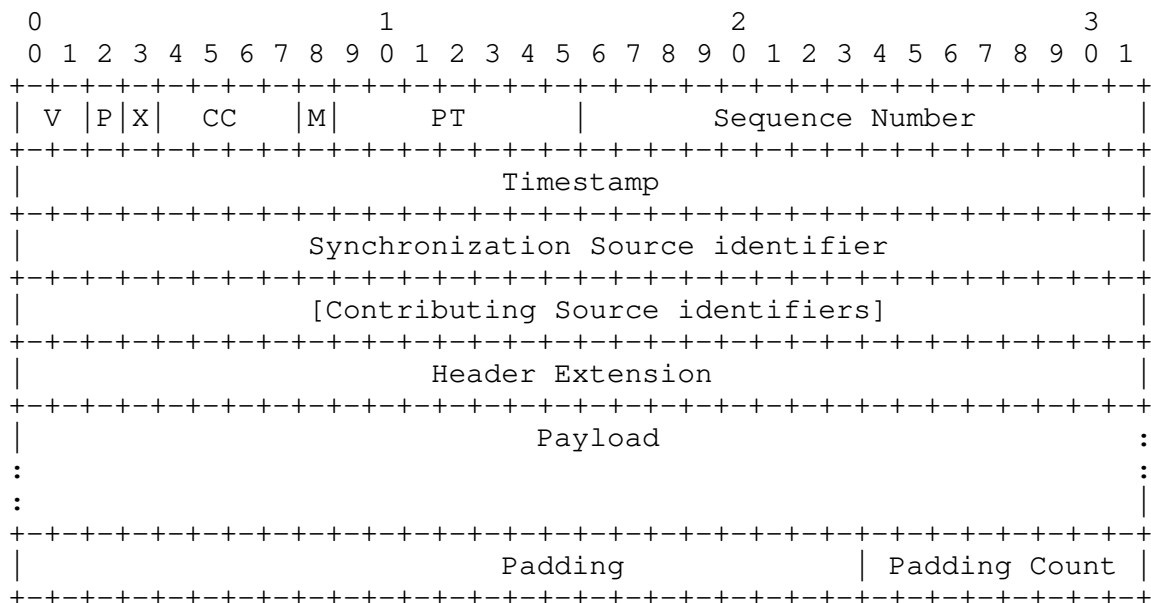 0                   1                   2                   3
 0 1 2 3 4 5 6 7 8 9 0 1 2 3 4 5 6 7 8 9 0 1 2 3 4 5 6 7 8 9 0 1
+-+-+-+-+-+-+-+-+-+-+-+-+-+-+-+-+-+-+-+-+-+-+-+-+-+-+-+-+-+-+-+-+
| V |P|X|  CC   |M|     PT      |       Sequence Number         |
+-+-+-+-+-+-+-+-+-+-+-+-+-+-+-+-+-+-+-+-+-+-+-+-+-+-+-+-+-+-+-+-+
|                           Timestamp                           |
+-+-+-+-+-+-+-+-+-+-+-+-+-+-+-+-+-+-+-+-+-+-+-+-+-+-+-+-+-+-+-+-+
|                Synchronization Source identifier              |
+-+-+-+-+-+-+-+-+-+-+-+-+-+-+-+-+-+-+-+-+-+-+-+-+-+-+-+-+-+-+-+-+
|                [Contributing Source identifiers]              |
+-+-+-+-+-+-+-+-+-+-+-+-+-+-+-+-+-+-+-+-+-+-+-+-+-+-+-+-+-+-+-+-+
|                       Header Extension                        |
+-+-+-+-+-+-+-+-+-+-+-+-+-+-+-+-+-+-+-+-+-+-+-+-+-+-+-+-+-+-+-+-+
|                             Payload                           :
:                                                               :
:                                                               |
+-+-+-+-+-+-+-+-+-+-+-+-+-+-+-+-+-+-+-+-+-+-+-+-+-+-+-+-+-+-+-+-+
|                           Padding             | Padding Count |
+-+-+-+-+-+-+-+-+-+-+-+-+-+-+-+-+-+-+-+-+-+-+-+-+-+-+-+-+-+-+-+-+